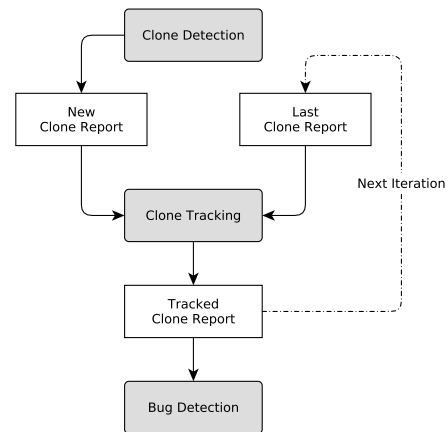 Clone Detection
New
Clone Report
Last
Clone Report
Next Iteration
Clone Tracking
Tracked
Clone Report
Bug Detection